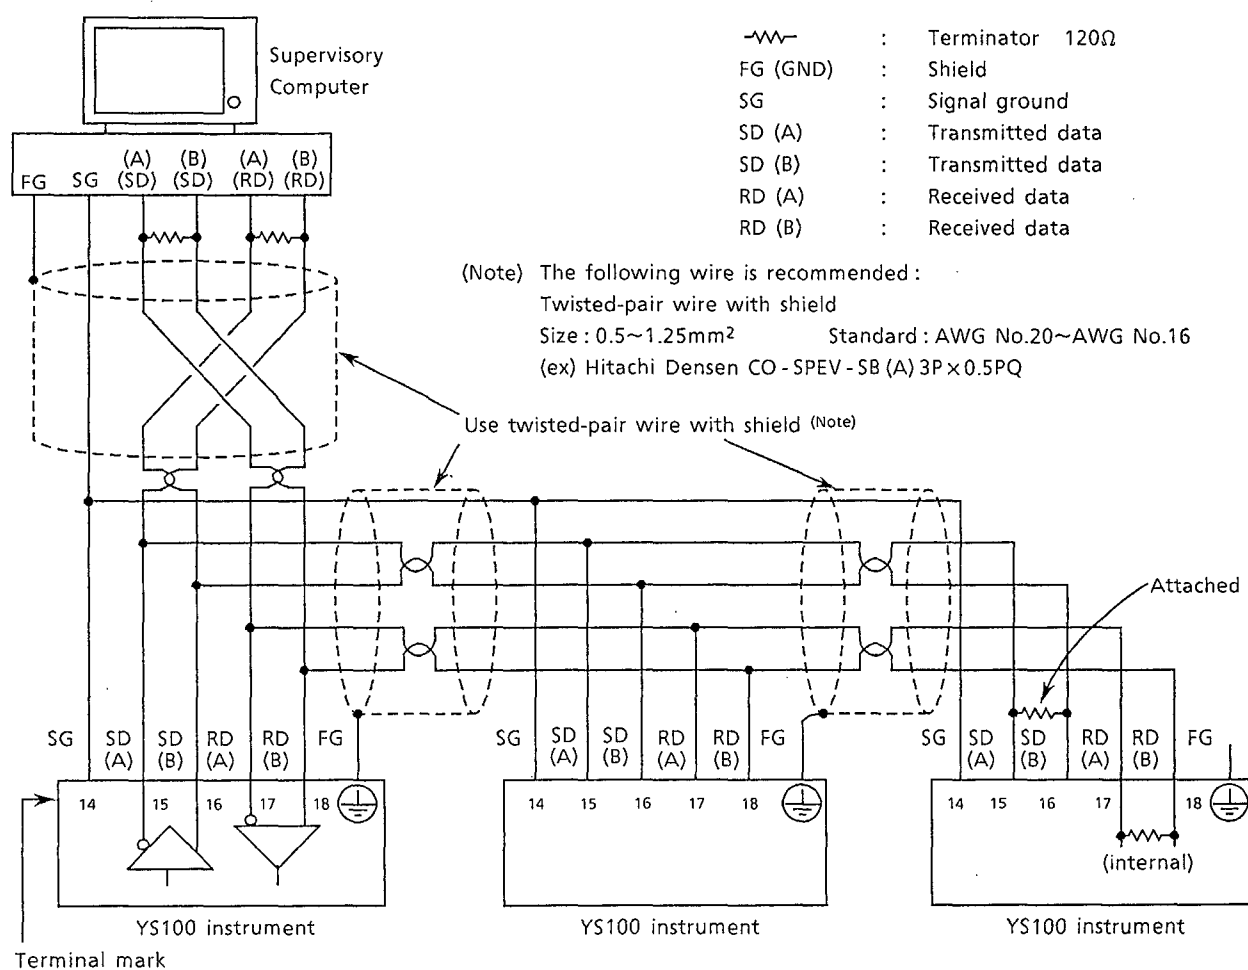 Supervisory
Computer
(A) (B) (A) (B)
FG SG (SD) (SD) (RD) (RD)
: Terminator 120Ω
FG (GND) : Shield
SG : Signal ground
SD (A) : Transmitted data
SD (B) : Transmitted data
RD (A) : Received data
RD (B) : Received data
(Note) The following wire is recommended :
Twisted-pair wire with shield
Size : 0.5~1.25mm² Standard : AWG No.20~AWG No.16
(ex) Hitachi Densen CO - SPEV - SB (A) 3P × 0.5PQ
Use twisted-pair wire with shield (Note)
Attached
SG SD SD RD RD FG
(A) (B) (A) (B)
14 15 16 17 18
YS100 instrument
Terminal mark
SG SD SD RD RD FG
(A) (B) (A) (B)
14 15 16 17 18
YS100 instrument
SG SD SD RD RD FG
(A) (B) (A) (B)
14 15 16 17 18
(internal)
YS100 instrument